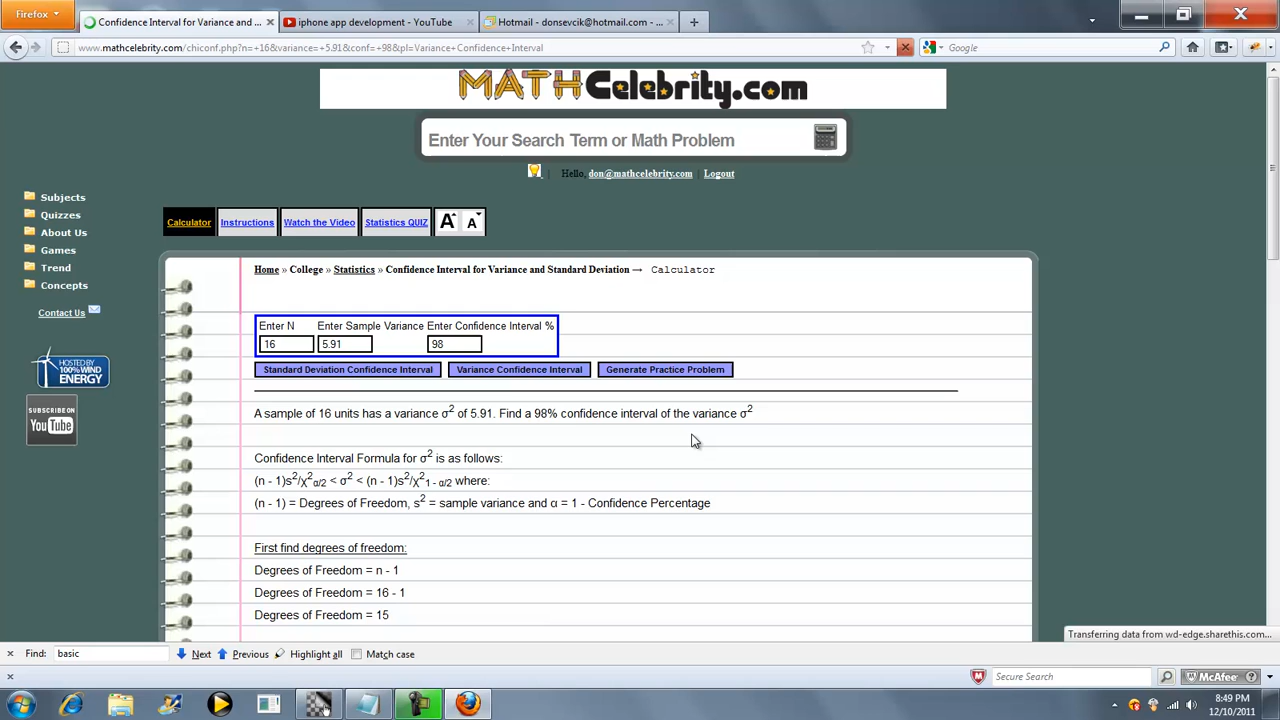 Firefox
Confidence Interval for Variance and ...
iphone app development - YouTube
Hotmail - donsevcik@hotmail.com - ...
www.mathcelebrity.com/chiconf.php?n=+16&variance=+5.91&conf=+98&pl=Variance+Confidence+Interval
Google
MATHCelebrity.com
Enter Your Search Term or Math Problem
Hello, don@mathcelebrity.com | Logout
Subjects
Quizzes
About Us
Games
Trend
Concepts
Contact Us
HOSTED BY 100% WIND ENERGY
SUBSCRIBE ON YouTube
Calculator
Instructions
Watch the Video
Statistics QUIZ
A A
Home » College » Statistics » Confidence Interval for Variance and Standard Deviation → Calculator
Enter N Enter Sample Variance Enter Confidence Interval %
16 5.91 98
Standard Deviation Confidence Interval
Variance Confidence Interval
Generate Practice Problem
A sample of 16 units has a variance σ² of 5.91. Find a 98% confidence interval of the variance σ²
Confidence Interval Formula for σ² is as follows:
(n - 1)s²/χ²α/2 < σ² < (n - 1)s²/χ²1 - α/2 where:
(n - 1) = Degrees of Freedom, s² = sample variance and α = 1 - Confidence Percentage
First find degrees of freedom:
Degrees of Freedom = n - 1
Degrees of Freedom = 16 - 1
Degrees of Freedom = 15
Transferring data from wd-edge.sharethis.com...
Find: basic Next Previous Highlight all Match case
Secure Search
McAfee
8:49 PM
12/10/2011